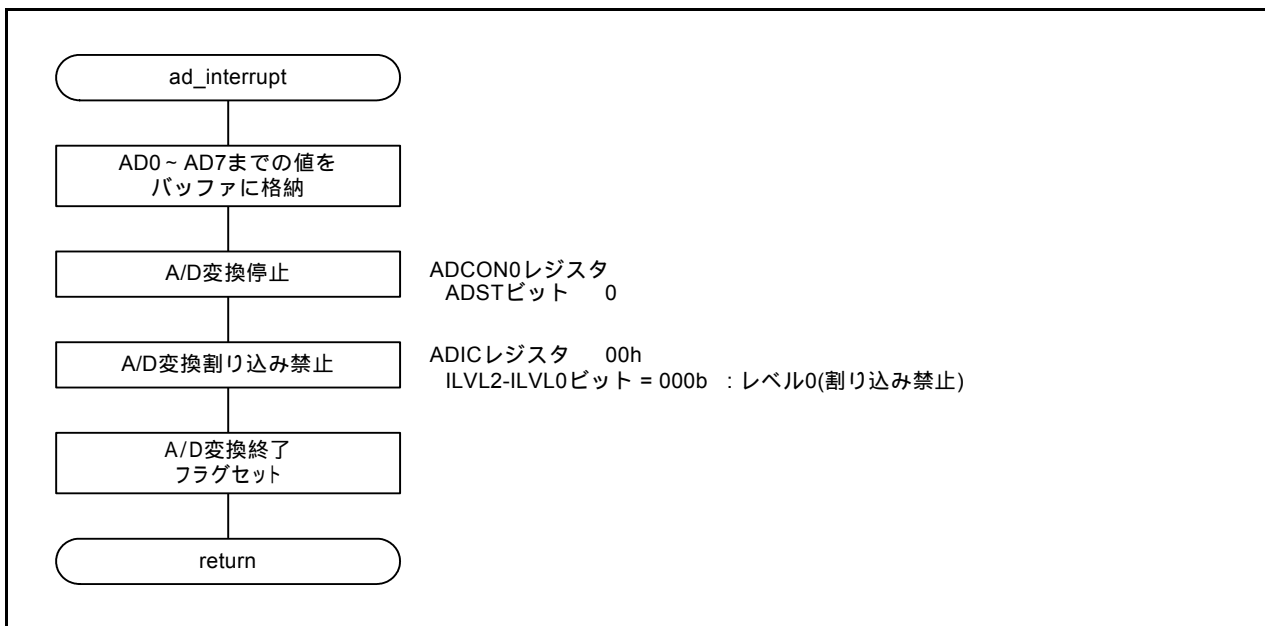 ad_interrupt
AD0~AD7までの値を
バッファに格納
A/D変換停止
ADCON0レジスタ
ADSTビット 0
A/D変換割り込み禁止
ADICレジスタ 00h
ILVL2-ILVL0ビット = 000b : レベル0(割り込み禁止)
A/D変換終了
フラグセット
return